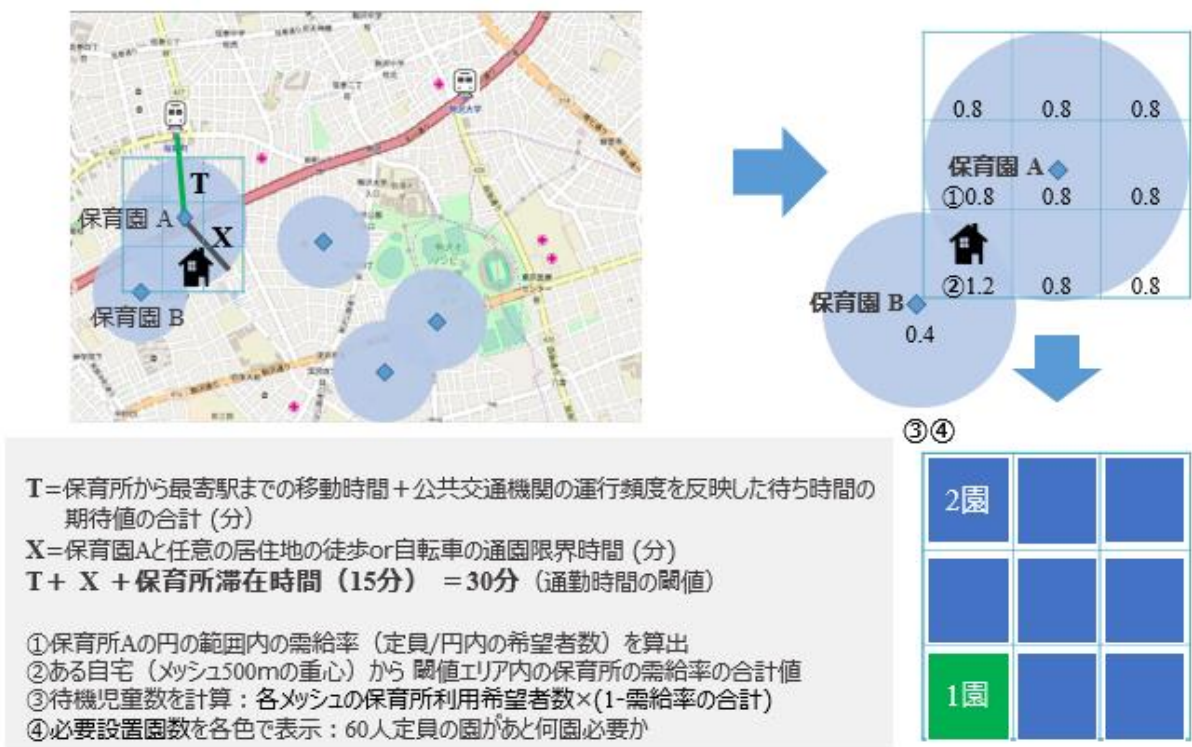 駒沢大学
T
保育園 A
X
保育園 B
0.8 0.8 0.8
保育園 A
①0.8 0.8 0.8
②1.2 0.8 0.8
保育園 B
0.4
③④
T=保育所から最寄駅までの移動時間+公共交通機関の運行頻度を反映した待ち時間の
期待値の合計 (分)
X=保育園Aと任意の居住地の徒歩or自転車の通園限界時間 (分)
T+ X +保育所滞在時間（15分） =30分（通勤時間の閾値）
①保育所Aの円の範囲内の需給率（定員/円内の希望者数）を算出
②ある自宅（メッシュ500mの重心）から 閾値エリア内の保育所の需給率の合計値
③待機児童数を計算：各メッシュの保育所利用希望者数×(1-需給率の合計)
④必要設置園数を各色で表示：60人定員の園があと何園必要か
2園
1園